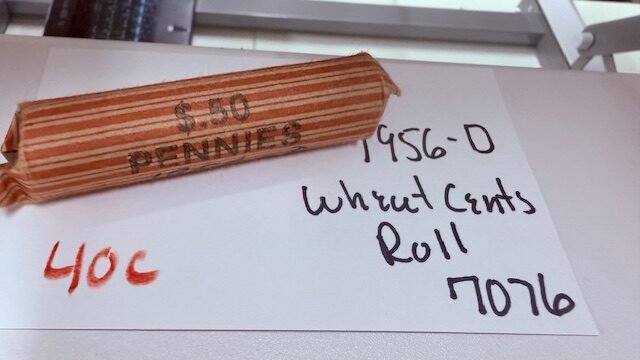 $.50
PENNIES
1956-D
Wheat Cents
Roll
7076
40c